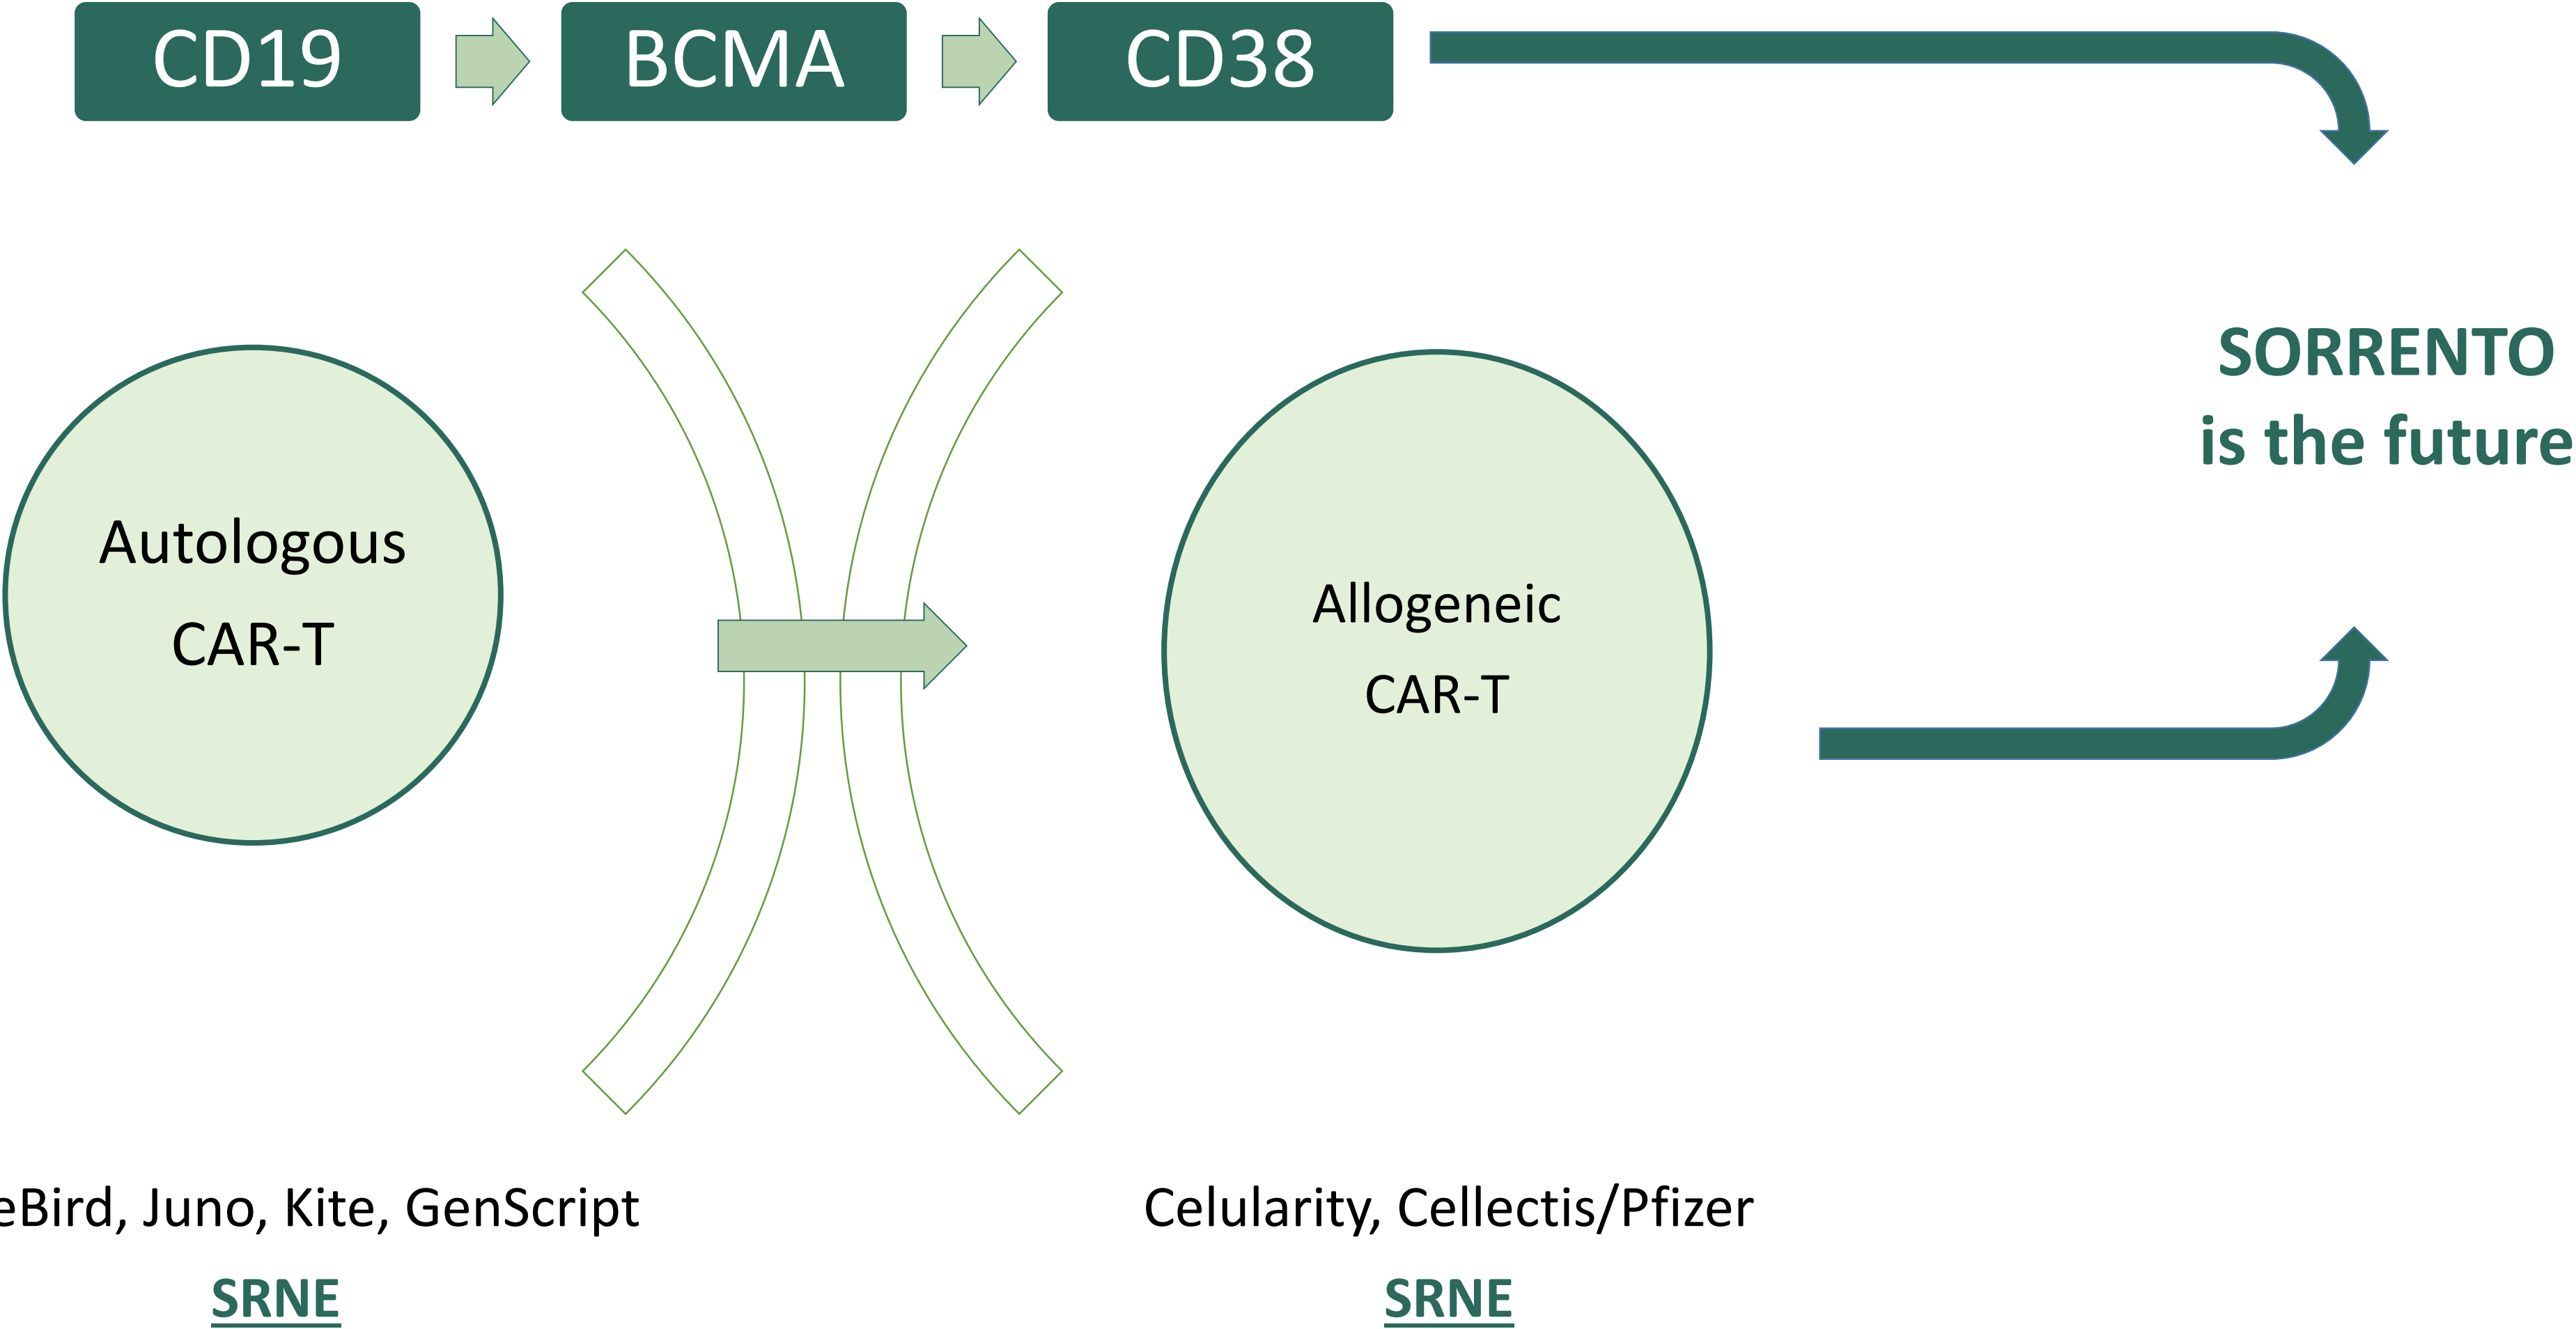 CD19
BCMA
CD38
SORRENTO
is the future
Autologous
CAR-T
Allogeneic
CAR-T
eBird, Juno, Kite, GenScript
SRNE
Celularity, Cellectis/Pfizer
SRNE